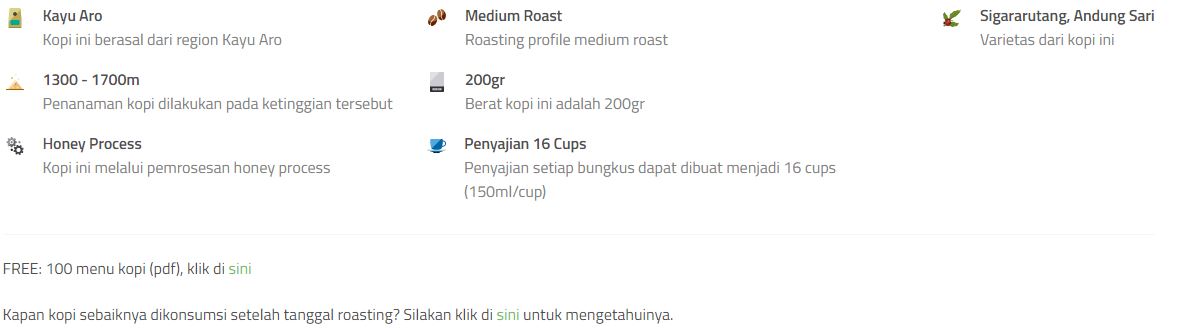 Kayu Aro
Kopi ini berasal dari region Kayu Aro
Medium Roast
Roasting profile medium roast
Sigararutang, Andung Sari
Varietas dari kopi ini
1300 - 1700m
Penanaman kopi dilakukan pada ketinggian tersebut
200gr
Berat kopi ini adalah 200gr
Honey Process
Kopi ini melalui pemrosesan honey process
Penyajian 16 Cups
Penyajian setiap bungkus dapat dibuat menjadi 16 cups
(150ml/cup)
FREE: 100 menu kopi (pdf), klik di sini
Kapan kopi sebaiknya dikonsumsi setelah tanggal roasting? Silakan klik di sini untuk mengetahuinya.